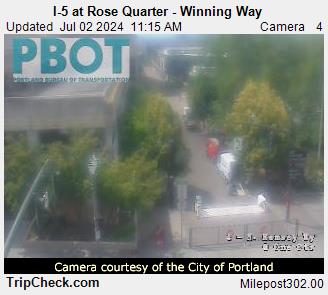 I-5 at Rose Quarter - Winning Way
Updated Jul 02 2024 11:15 AM Camera 4
PBOT
PORTLAND BUREAU OF TRANSPORTATION
Camera courtesy of the City of Portland
TripCheck.com Milepost302.00